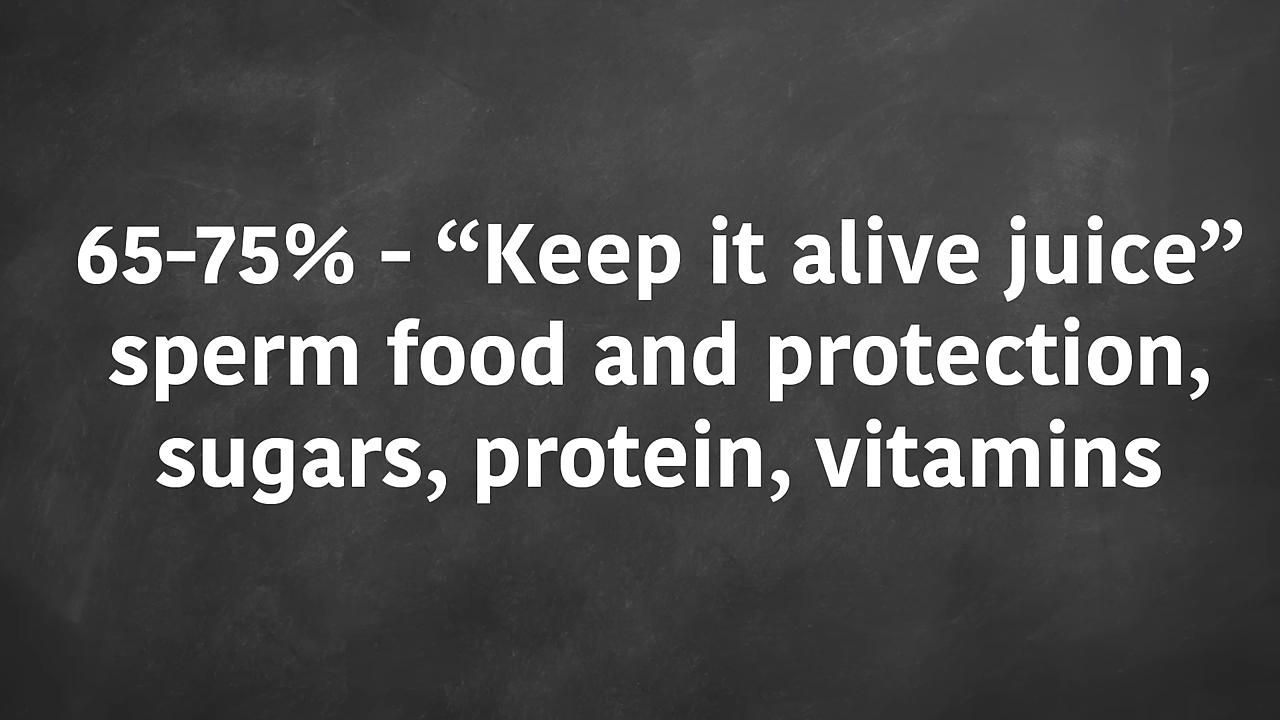 65-75% - “Keep it alive juice”
sperm food and protection,
sugars, protein, vitamins